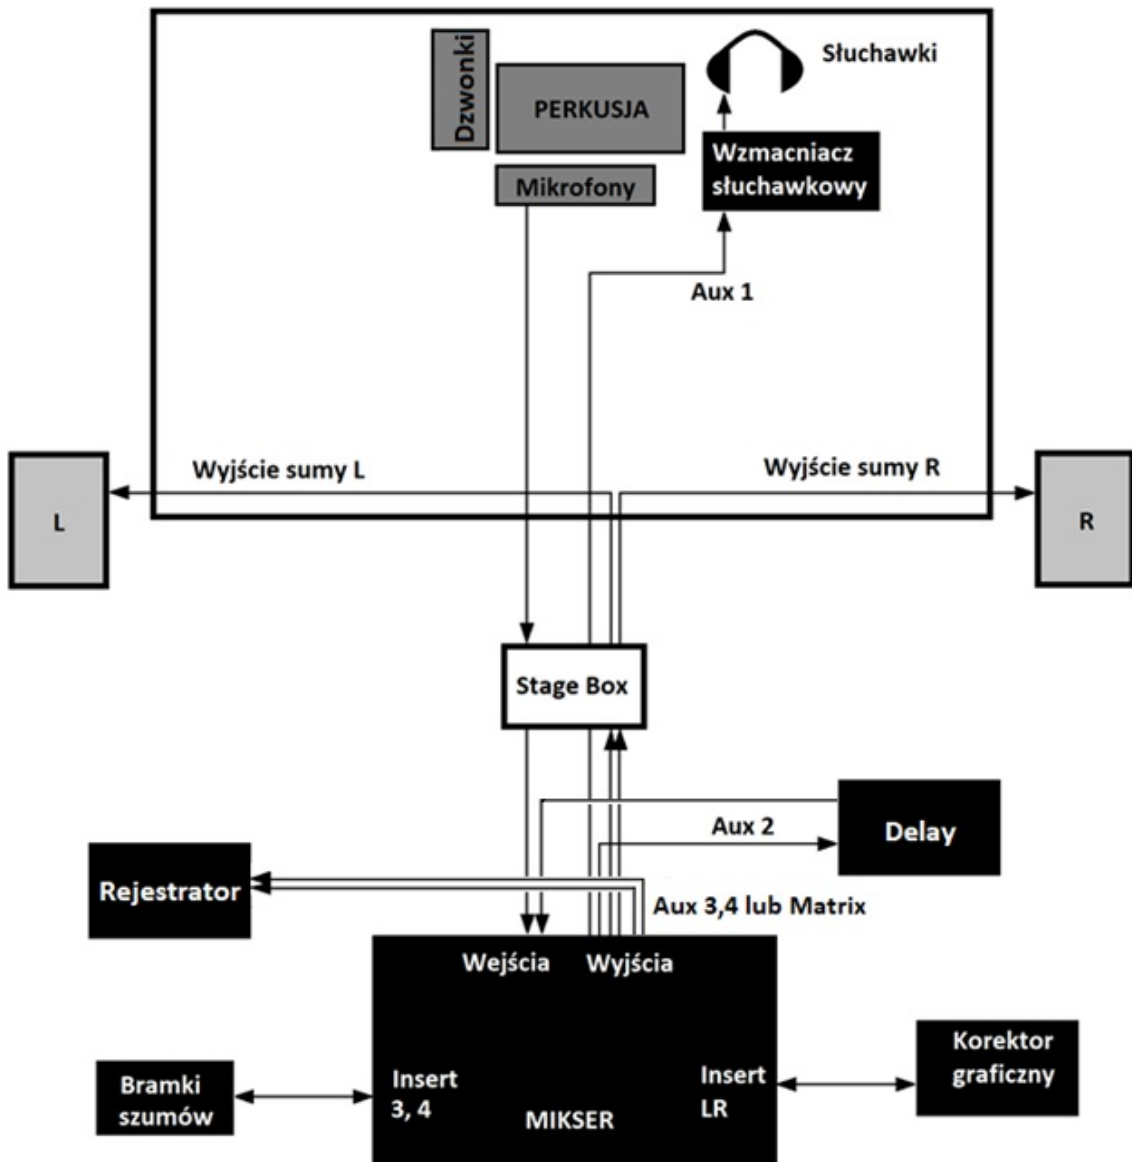 Dzwonki
PERKUSJA
Mikrofony
Słuchawki
Wzmacniacz
słuchawkowy
Aux 1
Wyjście sumy L
Wyjście sumy R
L
R
Stage Box
Aux 2
Delay
Rejestrator
Aux 3,4 lub Matrix
Wejścia
Wyjścia
Bramki
szumów
Insert
3, 4
MIKSER
Insert
LR
Korektor
graficzny